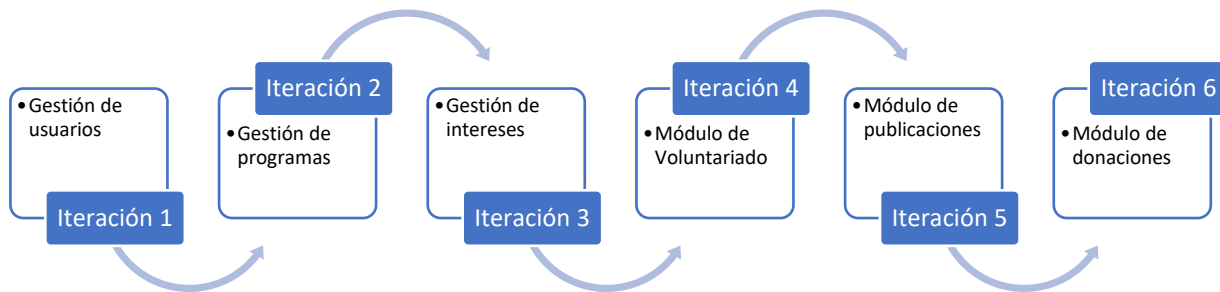 • Gestión de
usuarios
Iteración 1
Iteración 2
• Gestión de
programas
• Gestión de
intereses
Iteración 3
Iteración 4
• Módulo de
Voluntariado
• Módulo de
publicaciones
Iteración 5
Iteración 6
• Módulo de
donaciones